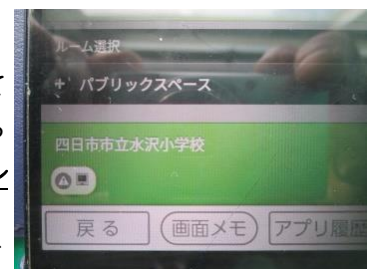 ルーム選択
+ パブリックスペース
四日市市立水沢小学校
戻る
画面メモ
アプリ履歴